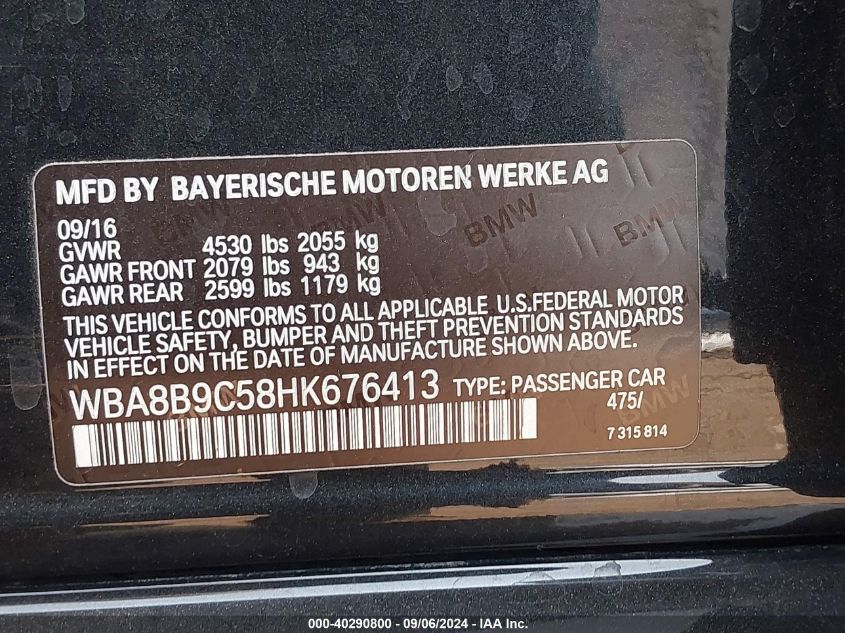 MFD BY BAYERISCHE MOTOREN WERKE AG
09/16
GVWR 4530 lbs 2055 kg
GAWR FRONT 2079 lbs 943 kg
GAWR REAR 2599 lbs 1179 kg
THIS VEHICLE CONFORMS TO ALL APPLICABLE U.S.FEDERAL MOTOR
VEHICLE SAFETY, BUMPER AND THEFT PREVENTION STANDARDS
IN EFFECT ON THE DATE OF MANUFACTURE SHOWN ABOVE.
WBA8B9C58HK676413 TYPE: PASSENGER CAR
475/
7 315 814
BMW
BMW
000-40290800 - 09/06/2024 - IAA Inc.